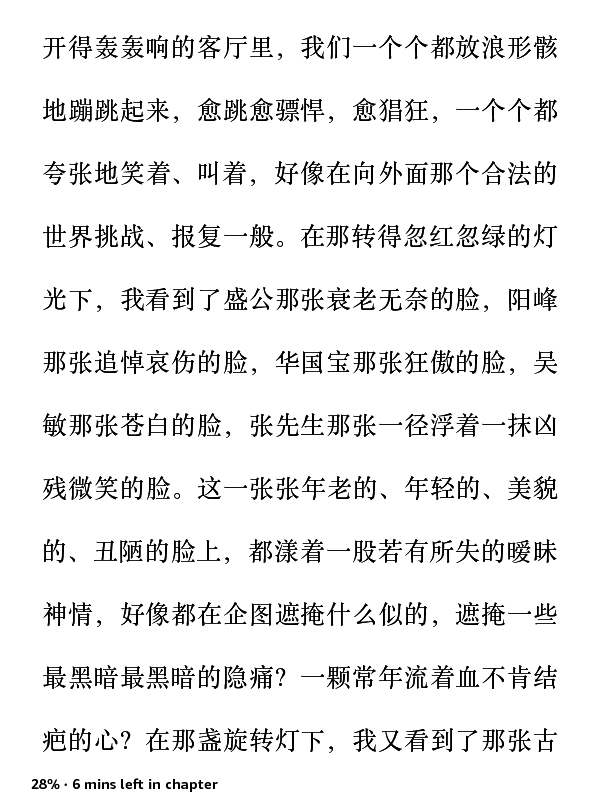 开得轰轰响的客厅里，我们一个个都放浪形骸
地蹦跳起来，愈跳愈骠悍，愈猖狂，一个个都
夸张地笑着、叫着，好像在向外面那个合法的
世界挑战、报复一般。在那转得忽红忽绿的灯
光下，我看到了盛公那张衰老无奈的脸，阳峰
那张追悼哀伤的脸，华国宝那张狂傲的脸，吴
敏那张苍白的脸，张先生那张一径浮着一抹凶
残微笑的脸。这一张张年老的、年轻的、美貌
的、丑陋的脸上，都漾着一股若有所失的暧昧
神情，好像都在企图遮掩什么似的，遮掩一些
最黑暗最黑暗的隐痛？一颗常年流着血不肯结
疤的心？在那盏旋转灯下，我又看到了那张古
28% · 6 mins left in chapter